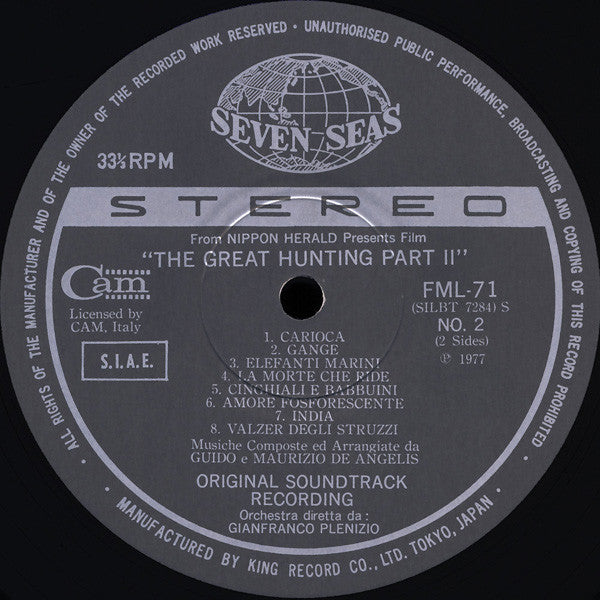 ALL RIGHTS OF THE MANUFACTURER AND OF THE OWNER OF THE RECORDED WORK RESERVED • UNAUTHORISED PUBLIC PERFORMANCE, BROADCASTING AND COPYING OF THIS RECORD PROHIBITED
SEVEN SEAS
33⅓ RPM
STEREO
From NIPPON HERALD Presents Film
"THE GREAT HUNTING PART II"
Cam
Licensed by
CAM, Italy
S.I.A.E.
FML-71
(SILBT 7284) S
NO. 2
(2 Sides)
℗ 1977
1. CARIOCA
2. GANGE
3. ELEFANTI MARINI
4. LA MORTE CHE RIDE
5. CINGHIALI E BABBUINI
6. AMORE FOSFORESCENTE
7. INDIA
8. VALZER DEGLI STRUZZI
Musiche Composte ed Arrangiate da
GUIDO e MAURIZIO DE ANGELIS
ORIGINAL SOUNDTRACK
RECORDING
Orchestra diretta da :
GIANFRANCO PLENIZIO
• MANUFACTURED BY KING RECORD CO., LTD. TOKYO, JAPAN •